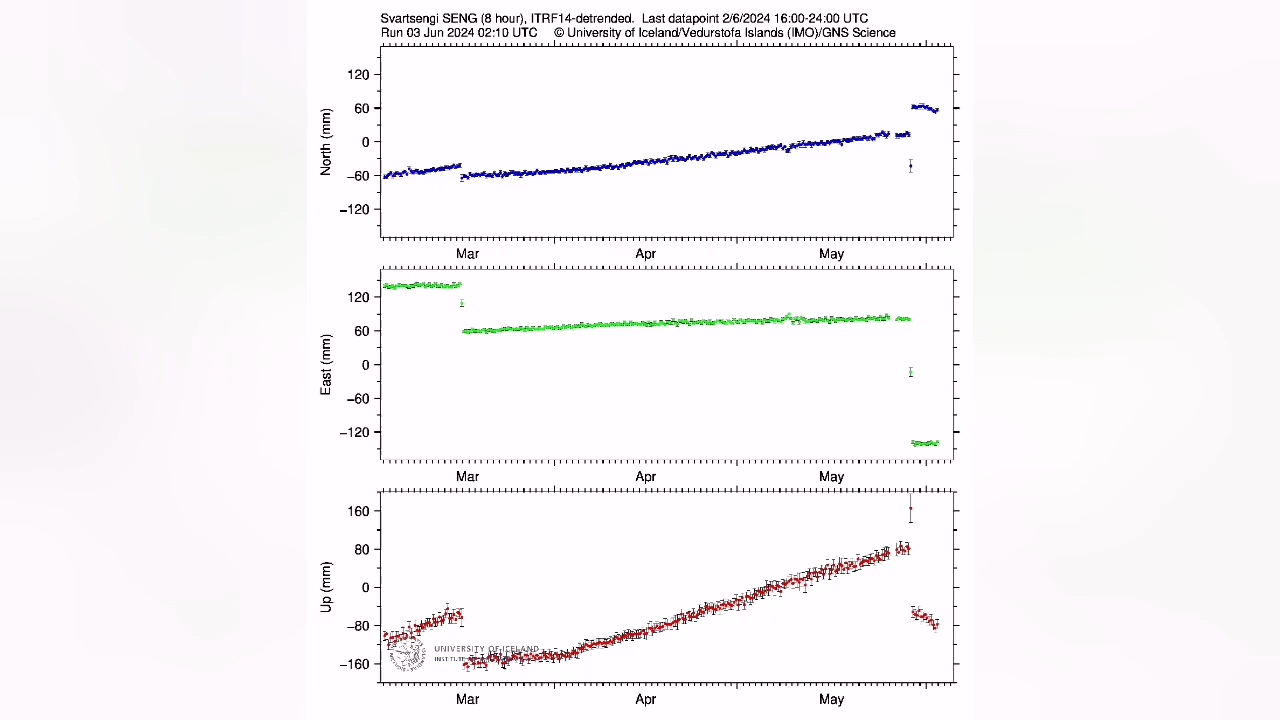 Svartsengi SENG (8 hour), ITRF14-detrended. Last datapoint 2/6/2024 16:00-24:00 UTC
Run 03 Jun 2024 02:10 UTC © University of Iceland/Vedurstofa Islands (IMO)/GNS Science
120
60
0
−60
−120
North (mm)
Mar Apr May
120
60
0
−60
−120
East (mm)
Mar Apr May
160
80
0
−80
−160
Up (mm)
UNIVERSITY OF ICELAND
Mar Apr May